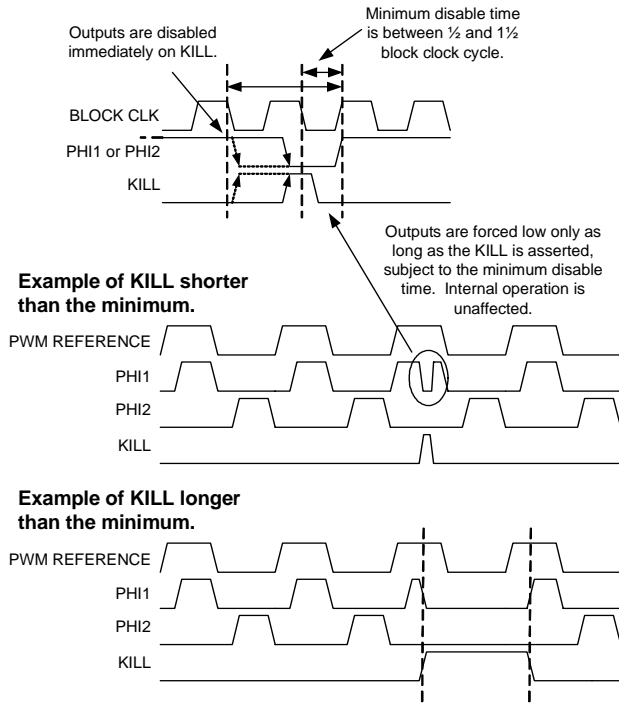 Outputs are disabled
immediately on KILL.
Minimum disable time
is between ½ and 1½
block clock cycle.
BLOCK CLK
PHI1 or PHI2
KILL
Outputs are forced low only as
long as the KILL is asserted,
subject to the minimum disable
time. Internal operation is
unaffected.
Example of KILL shorter
than the minimum.
PWM REFERENCE
PHI1
PHI2
KILL
Example of KILL longer
than the minimum.
PWM REFERENCE
PHI1
PHI2
KILL